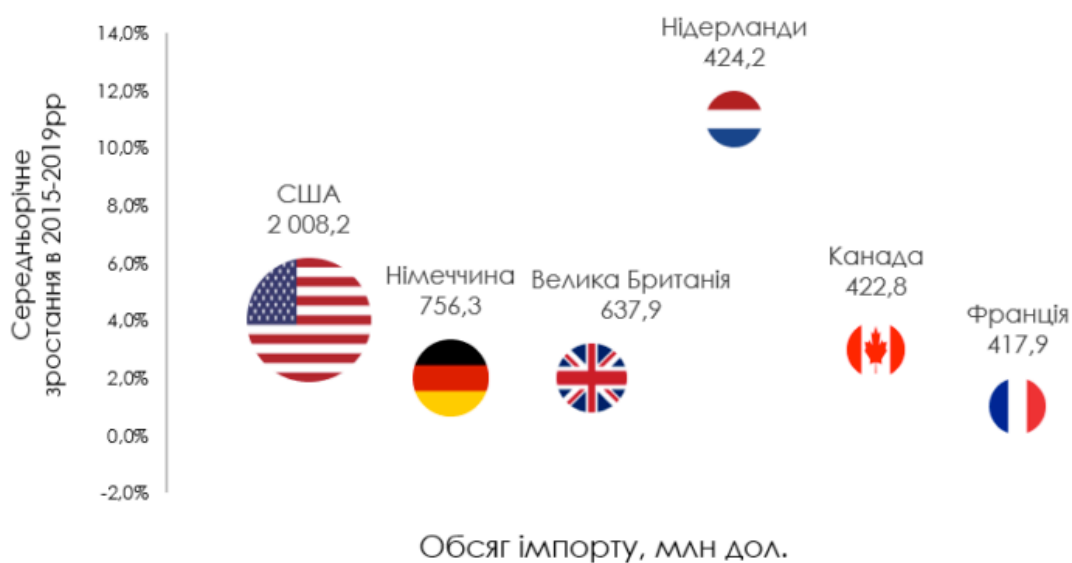 Середньорічне
зростання в 2015-2019рр
14,0%
12,0%
10,0%
8,0%
6,0%
4,0%
2,0%
0,0%
-2,0%
США
2 008,2
Німеччина
756,3
Велика Британія
637,9
Нідерланди
424,2
Канада
422,8
Франція
417,9
Обсяг імпорту, млн дол.